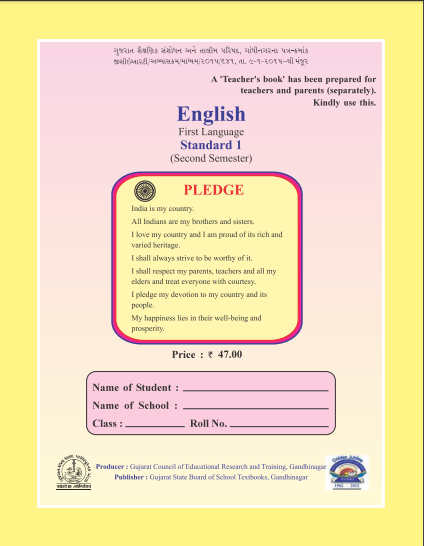 ગુજરાત શૈક્ષણિક સંશોધન અને તાલીમ પરિષદ, ગાંધીનગરના પત્ર-ક્રમાંક
જીસીઈઆરટી/અભ્યાસક્રમ/માધ્યમ/૨૦૧૫/૬૪૧, તા. ૯-૧-૨૦૧૫-થી મંજૂર
A 'Teacher's book' has been prepared for
teachers and parents (separately).
Kindly use this.
English
First Language
Standard 1
(Second Semester)
PLEDGE
India is my country.
All Indians are my brothers and sisters.
I love my country and I am proud of its rich and
varied heritage.
I shall always strive to be worthy of it.
I shall respect my parents, teachers and all my
elders and treat everyone with courtesy.
I pledge my devotion to my country and its
people.
My happiness lies in their well-being and
prosperity.
Price : ₹ 47.00
Name of Student :
Name of School :
Class : Roll No.
Producer : Gujarat Council of Educational Research and Training, Gandhinagar
Publisher : Gujarat State Board of School Textbooks, Gandhinagar